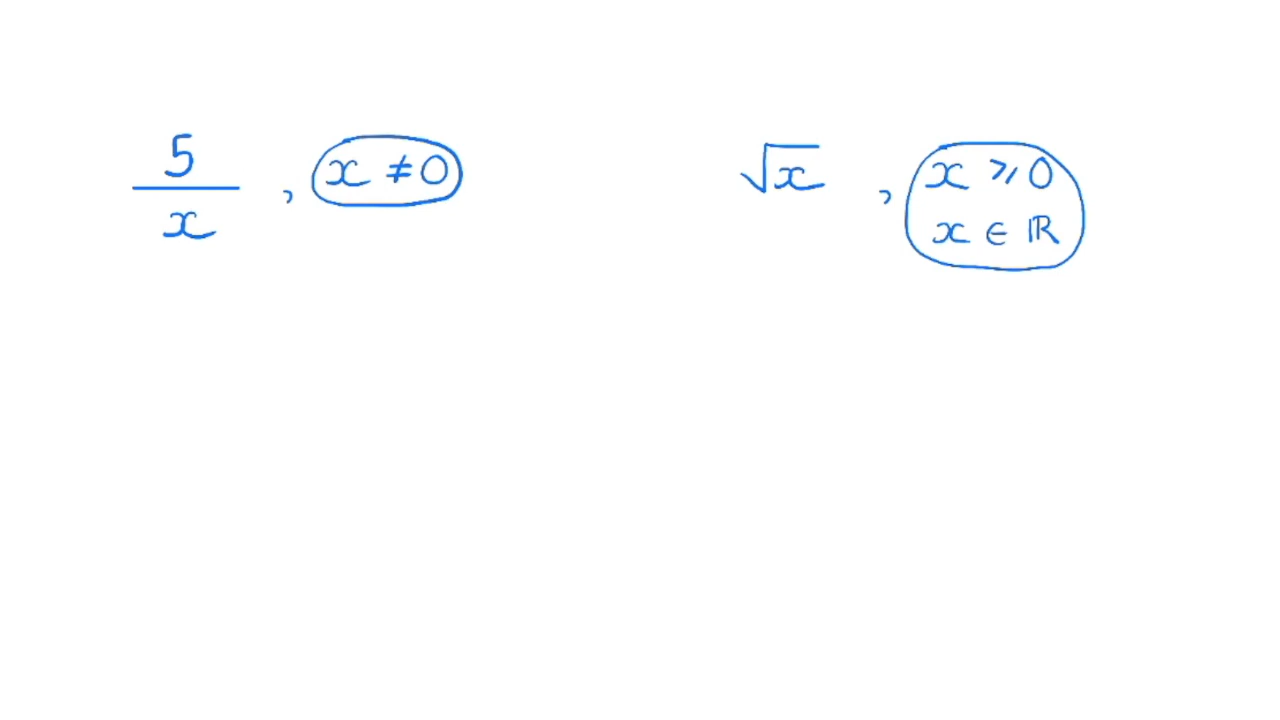 5/x , x ≠ 0
√x , x ⩾ 0
x ∈ ℝ